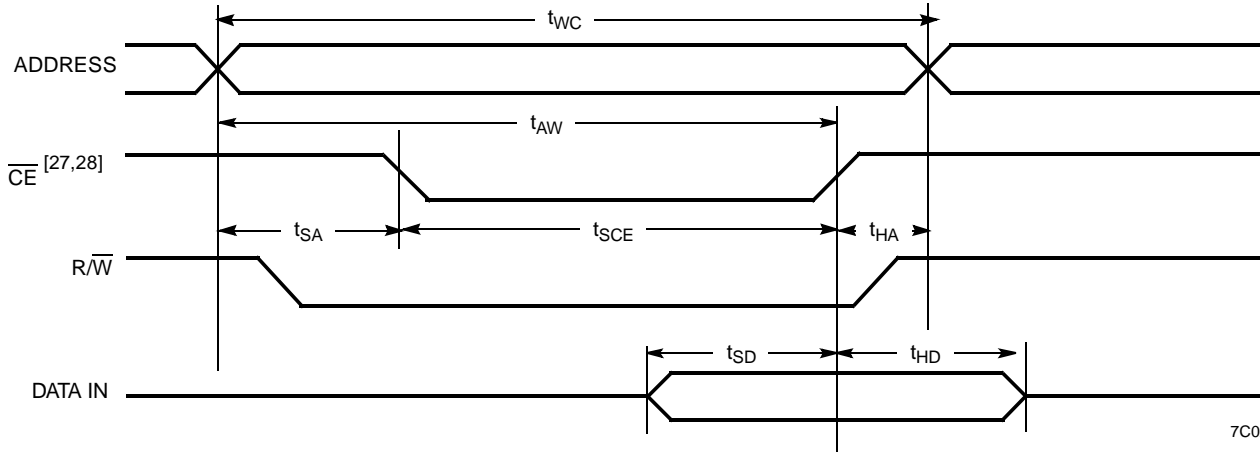 tWC
ADDRESS
tAW
CE [27,28]
tSA
tSCE
tHA
R/W
tSD
tHD
DATA IN
7C0